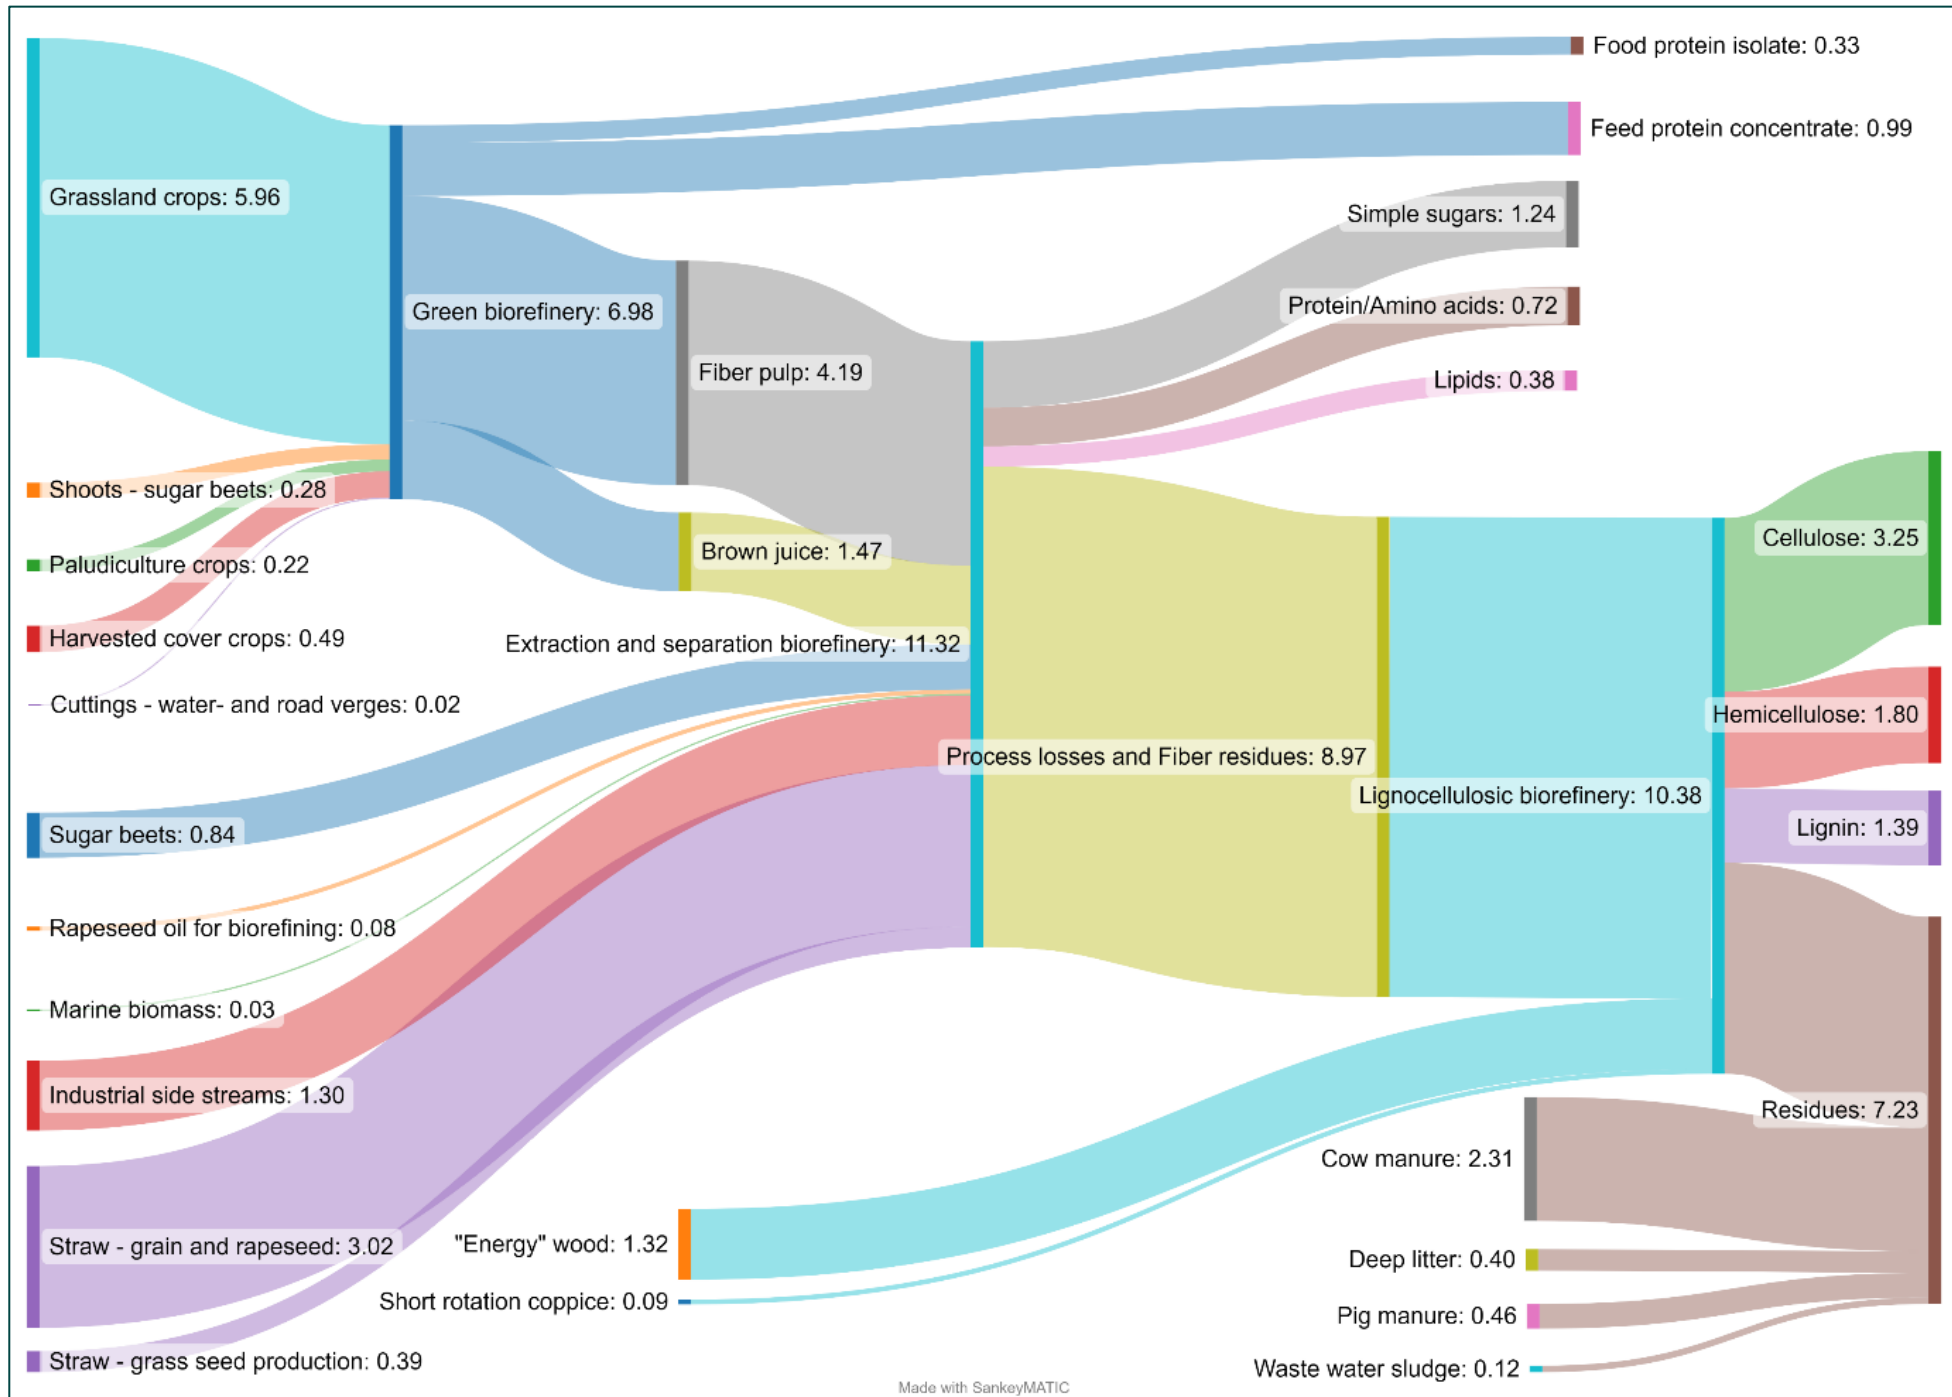 Food protein isolate: 0.33
Feed protein concentrate: 0.99
Grassland crops: 5.96
Simple sugars: 1.24
Green biorefinery: 6.98
Protein/Amino acids: 0.72
Fiber pulp: 4.19
Lipids: 0.38
Shoots - sugar beets: 0.28
Cellulose: 3.25
Brown juice: 1.47
Paludiculture crops: 0.22
Harvested cover crops: 0.49
Extraction and separation biorefinery: 11.32
Cuttings - water- and road verges: 0.02
Hemicellulose: 1.80
Process losses and Fiber residues: 8.97
Lignocellulosic biorefinery: 10.38
Sugar beets: 0.84
Lignin: 1.39
Rapeseed oil for biorefining: 0.08
Marine biomass: 0.03
Industrial side streams: 1.30
Residues: 7.23
Cow manure: 2.31
Straw - grain and rapeseed: 3.02
"Energy" wood: 1.32
Deep litter: 0.40
Short rotation coppice: 0.09
Pig manure: 0.46
Straw - grass seed production: 0.39
Waste water sludge: 0.12
Made with SankeyMATIC